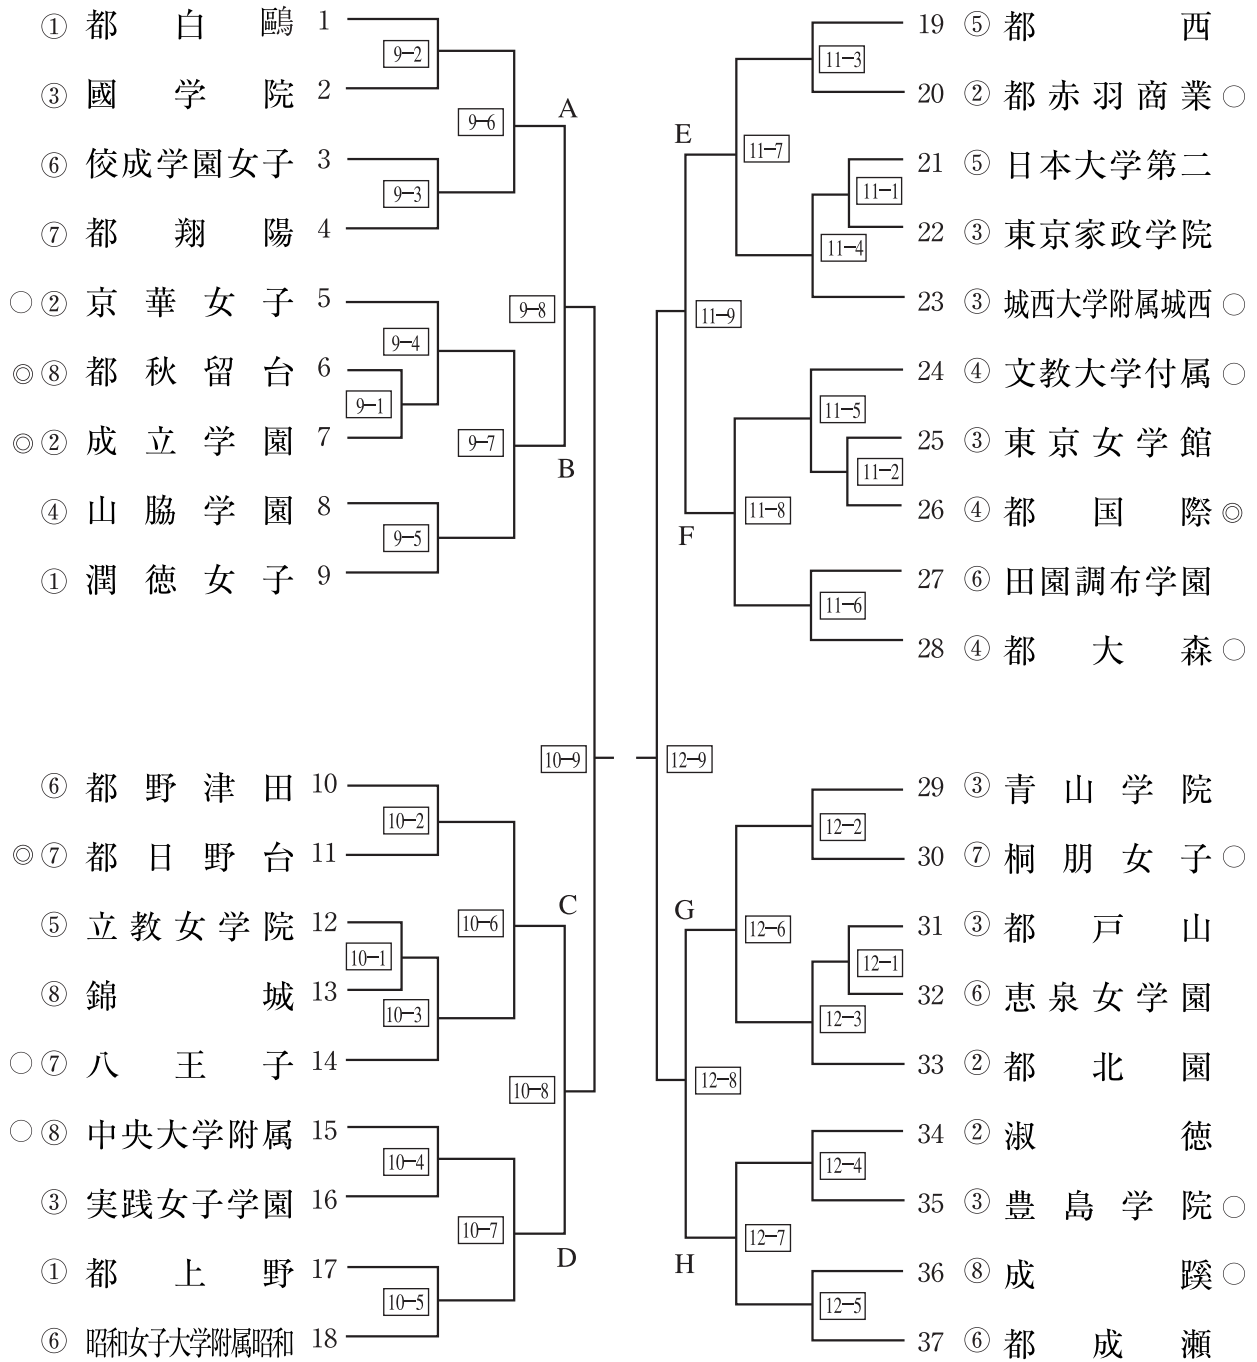 ① 都白鷗 1
9-2
③ 國学院 2
9-6
A
⑥ 佼成学園女子 3
9-3
⑦ 都翔陽 4
○ ② 京華女子 5
9-8
9-4
◎ ⑧ 都秋留台 6
9-1
◎ ② 成立学園 7
9-7
B
④ 山脇学園 8
9-5
① 潤徳女子 9
10-9
⑥ 都野津田 10
10-2
◎ ⑦ 都日野台 11
C
⑤ 立教女学院 12
10-6
10-1
⑧ 錦城 13
10-3
○ ⑦ 八王子 14
10-8
○ ⑧ 中央大学附属 15
10-4
③ 実践女子学園 16
10-7
D
① 都上野 17
10-5
⑥ 昭和女子大学附属昭和 18
19 ⑤ 都西
11-3
20 ② 都赤羽商業 ○
E
11-7
21 ⑤ 日本大学第二
11-1
22 ③ 東京家政学院
11-4
23 ③ 城西大学附属城西 ○
11-9
24 ④ 文教大学付属 ○
11-5
25 ③ 東京女学館
11-2
26 ④ 都国際 ◎
11-8
F
27 ⑥ 田園調布学園
11-6
28 ④ 都大森 ○
12-9
29 ③ 青山学院
12-2
30 ⑦ 桐朋女子 ○
G
12-6
31 ③ 都戸山
12-1
32 ⑥ 恵泉女学園
12-3
33 ② 都北園
12-8
34 ② 淑徳
12-4
35 ③ 豊島学院 ○
12-7
H
36 ⑧ 成蹊 ○
12-5
37 ⑥ 都成瀬